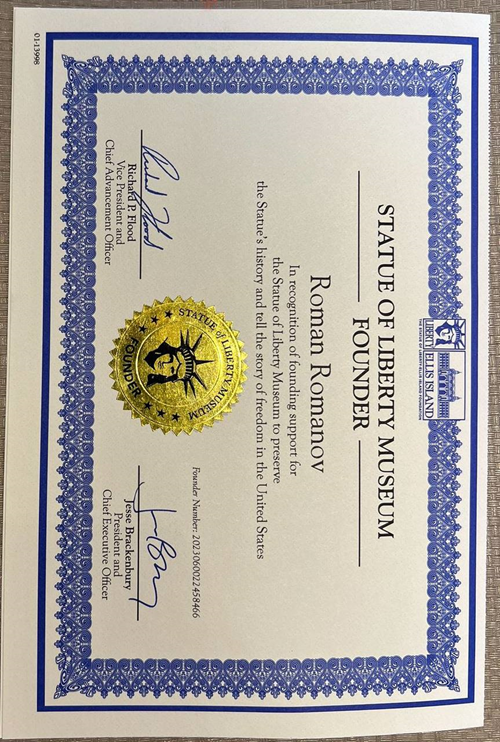 LIBERTY ELLIS ISLAND
STATUE OF LIBERTY MUSEUM
FOUNDER
Roman Romanov
In recognition of founding support for
the Statue of Liberty Museum to preserve
the Statue's history and tell the story of freedom in the United States
Founder Number: 2023060022458466
STATUE OF LIBERTY MUSEUM
FOUNDER
Richard P. Flood
Vice President and
Chief Advancement Officer
Jesse Brackenbury
President and
Chief Executive Officer
01-13998